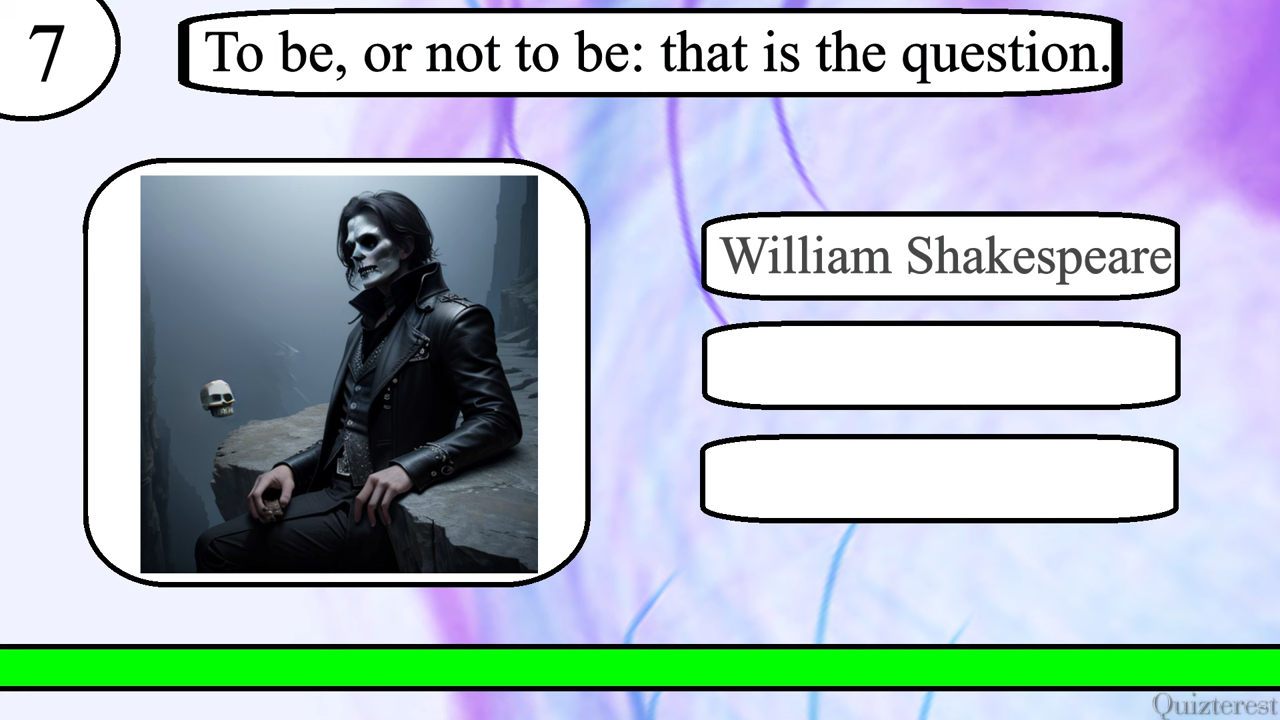 7
To be, or not to be: that is the question.
William Shakespeare
Quizterest